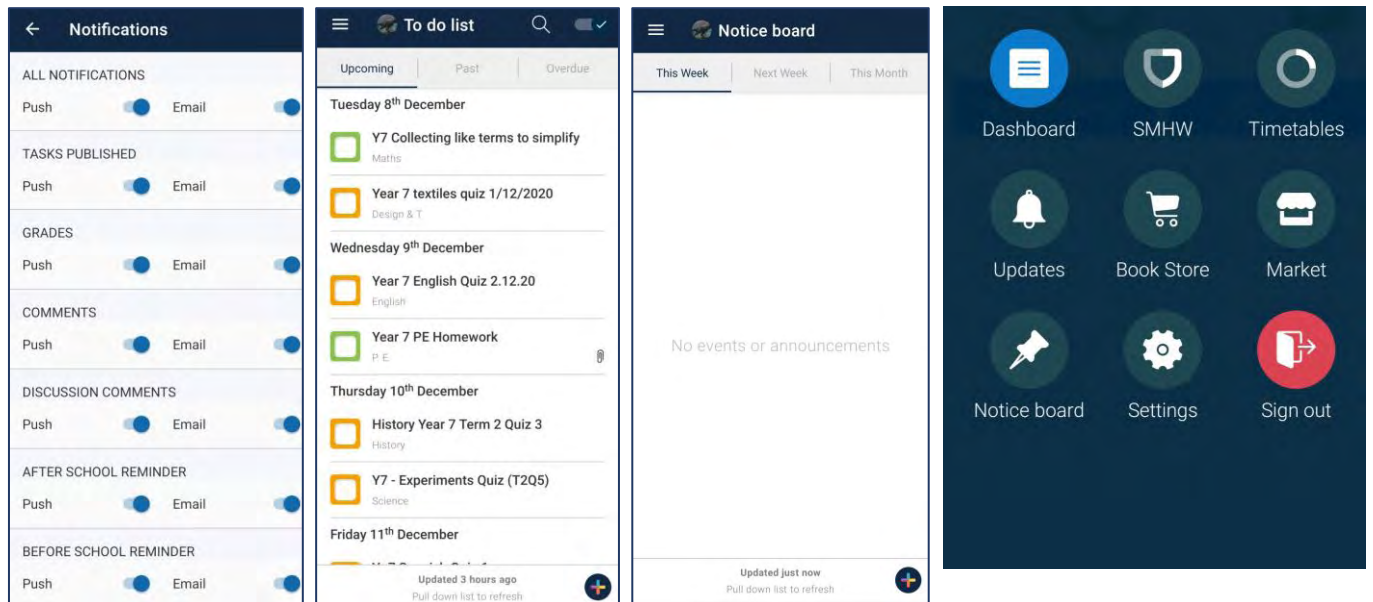 Notifications
ALL NOTIFICATIONS
Push Email
TASKS PUBLISHED
Push Email
GRADES
Push Email
COMMENTS
Push Email
DISCUSSION COMMENTS
Push Email
AFTER SCHOOL REMINDER
Push Email
BEFORE SCHOOL REMINDER
Push Email
To do list
Upcoming Past Overdue
Tuesday 8th December
Y7 Collecting like terms to simplify
Maths
Year 7 textiles quiz 1/12/2020
Design & T
Wednesday 9th December
Year 7 English Quiz 2.12.20
English
Year 7 PE Homework
P E
Thursday 10th December
History Year 7 Term 2 Quiz 3
History
Y7 - Experiments Quiz (T2Q5)
Science
Friday 11th December
Updated 3 hours ago
Pull down list to refresh
Notice board
This Week Next Week This Month
No events or announcements
Updated just now
Pull down list to refresh
Dashboard SMHW Timetables
Updates Book Store Market
Notice board Settings Sign out